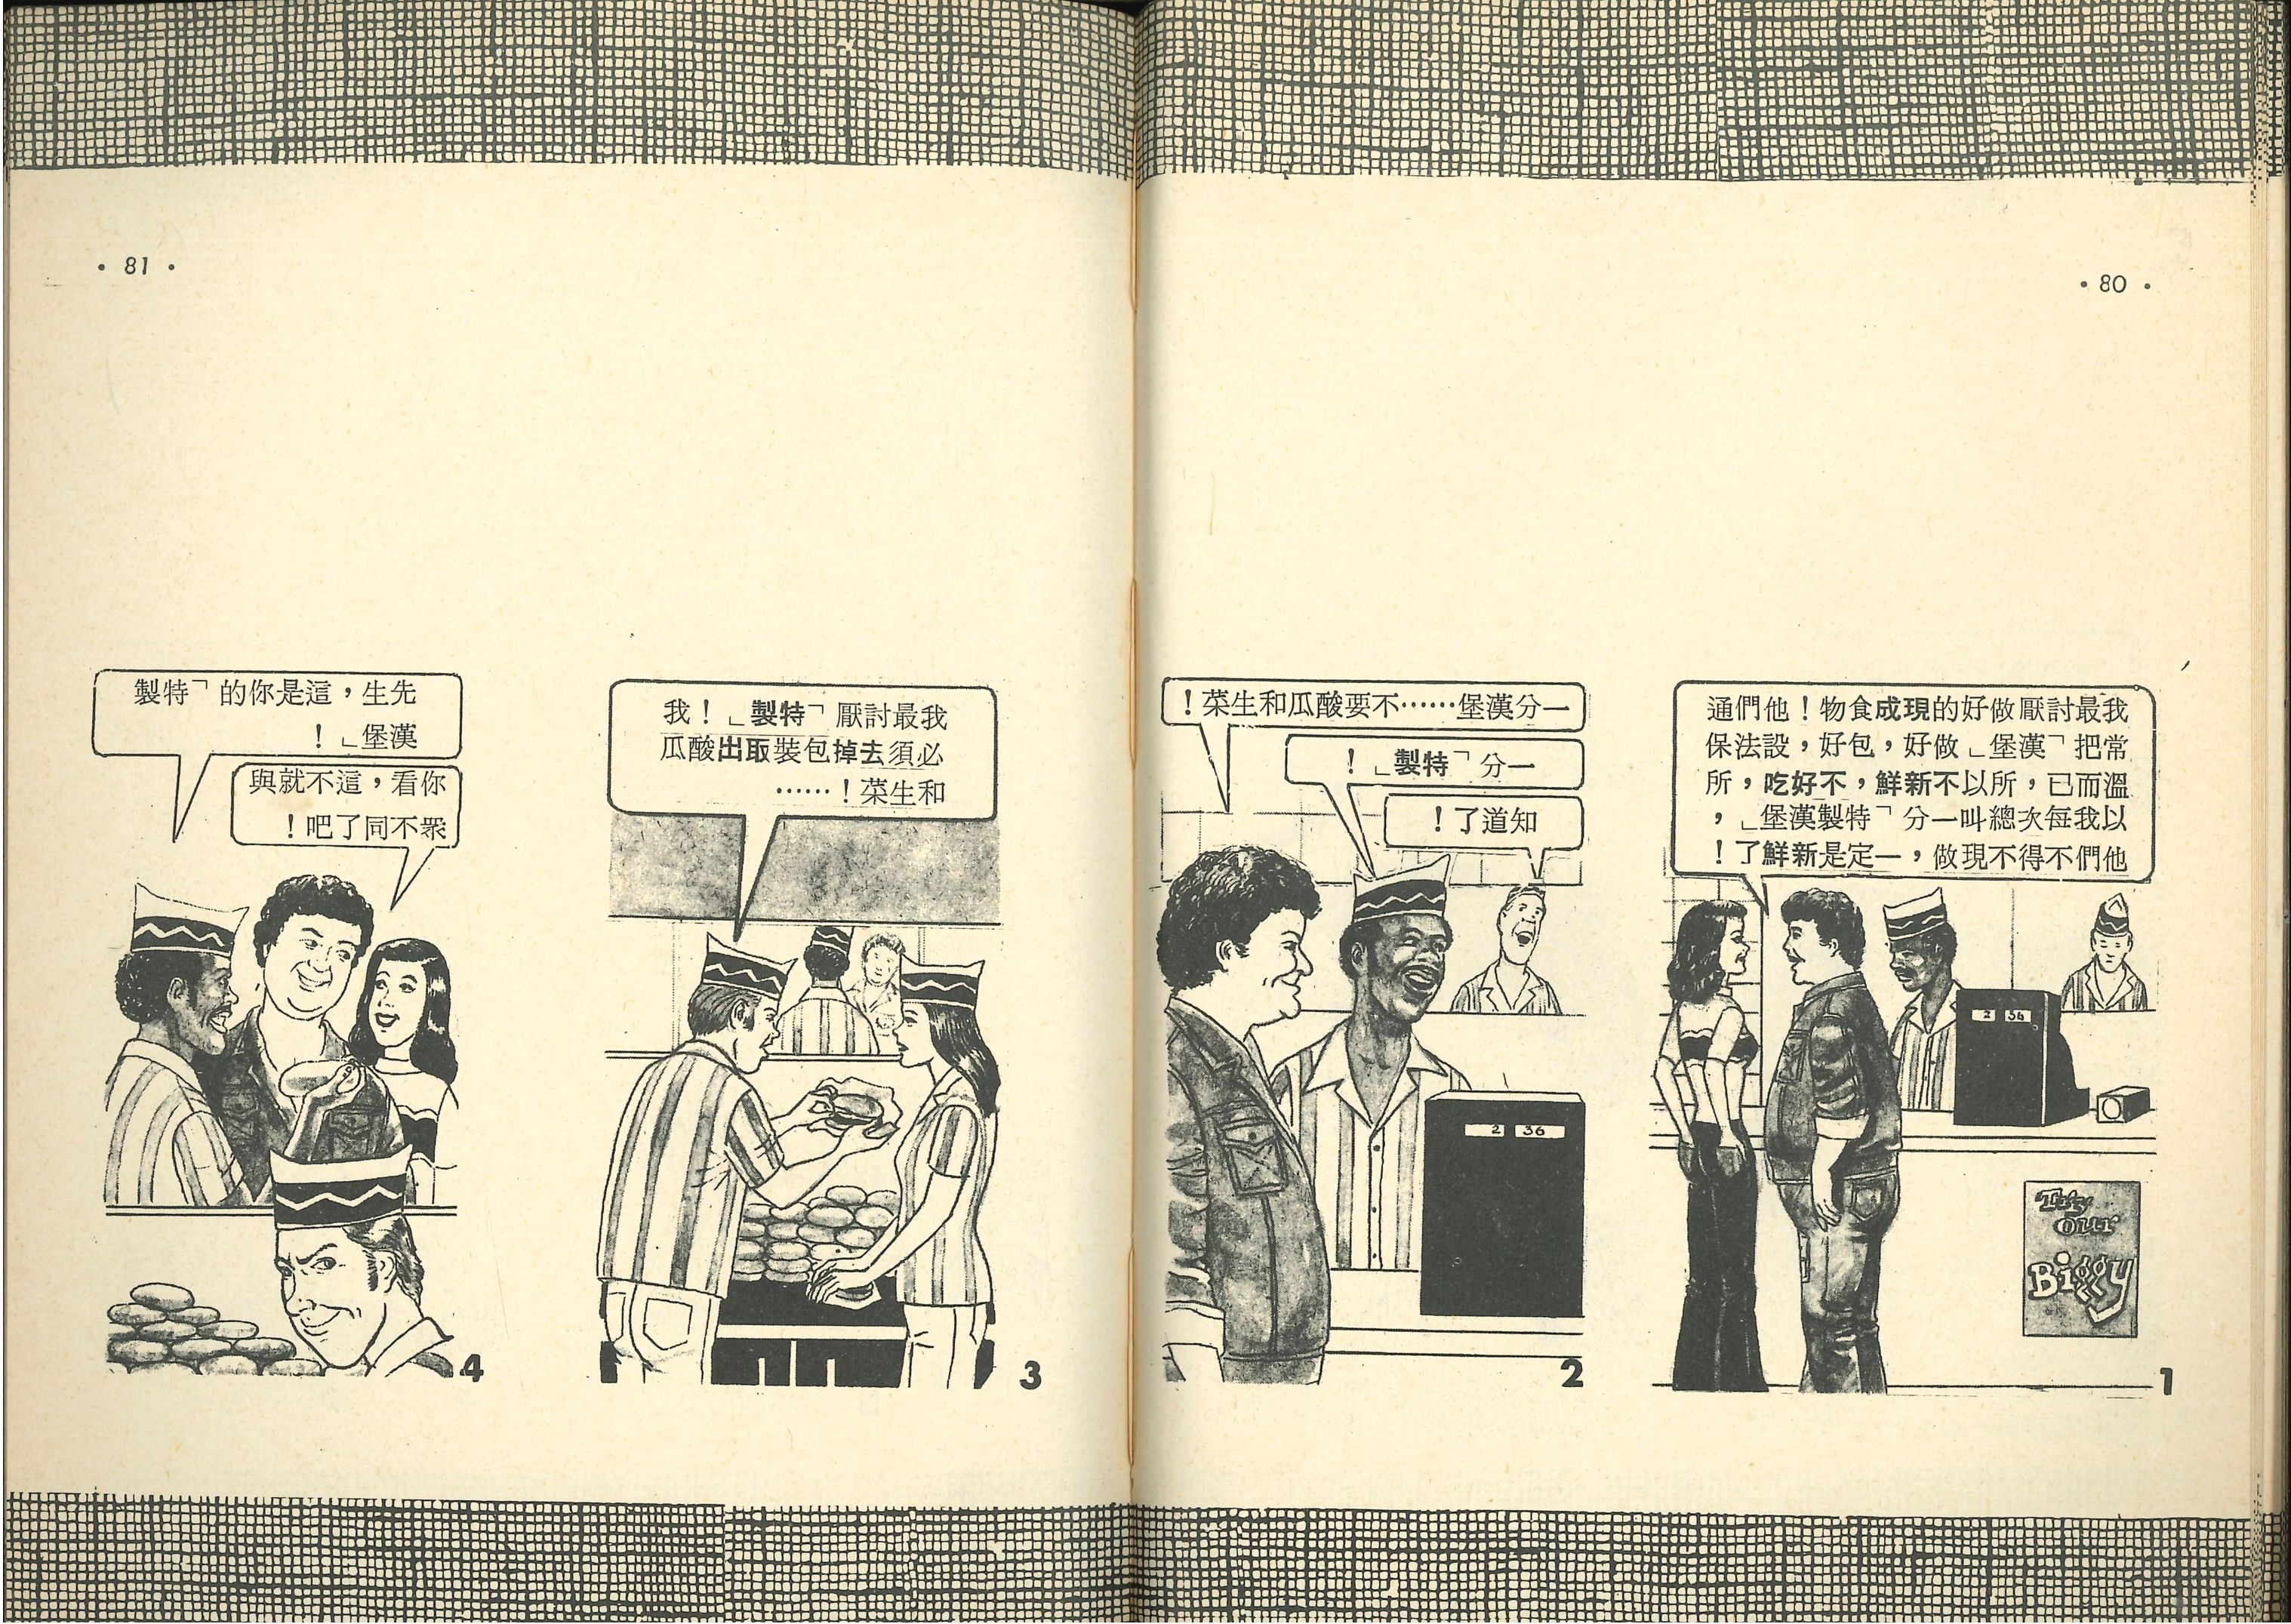 • 80 •
我最討厭做好的現成食物！他們通
常把「漢堡」做好，包好，設法保
溫而已，所以不新鮮，不好吃，所
以我每次總叫一分「特製漢堡」，
他們不得不現做，一定是新鮮了！
2 36
Try
our
Biggy
1
一分漢堡……不要酸瓜和生菜！
一分「特製」！
知道了！
2 36
2
• 81 •
我最討厭「特製」！我
必須去掉包裝取出酸瓜
和生菜！……
3
先生，這是你的「特製
漢堡」！
你看，這不就與
眾不同了吧！
4